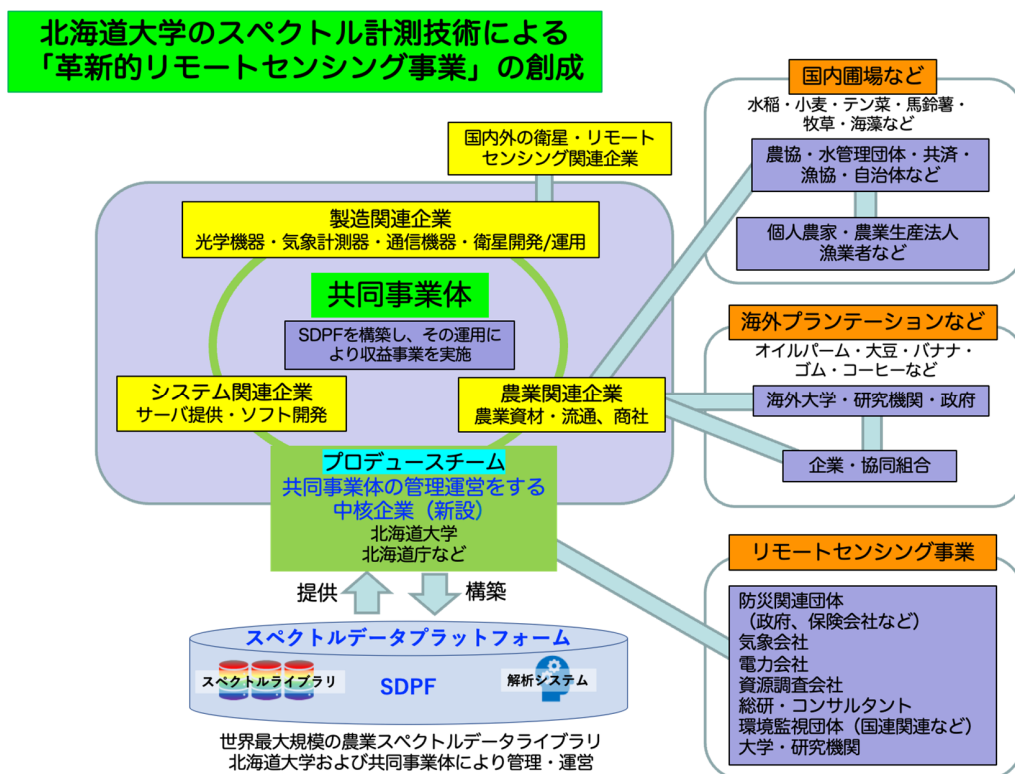 北海道大学のスペクトル計測技術による
「革新的リモートセンシング事業」の創成
国内外の衛星・リモート
センシング関連企業
製造関連企業
光学機器・気象計測器・通信機器・衛星開発/運用
共同事業体
SDPFを構築し、その運用に
より収益事業を実施
システム関連企業
サーバ提供・ソフト開発
農業関連企業
農業資材・流通、商社
プロデュースチーム
共同事業体の管理運営をする
中核企業（新設）
北海道大学
北海道庁など
提供
構築
スペクトルデータプラットフォーム
スペクトルライブラリ
SDPF
解析システム
世界最大規模の農業スペクトルデータライブラリ
北海道大学および共同事業体により管理・運営
国内圃場など
水稲・小麦・テン菜・馬鈴薯・
牧草・海藻など
農協・水管理団体・共済・
漁協・自治体など
個人農家・農業生産法人
漁業者など
海外プランテーションなど
オイルパーム・大豆・バナナ・
ゴム・コーヒーなど
海外大学・研究機関・政府
企業・協同組合
リモートセンシング事業
防災関連団体
（政府、保険会社など）
気象会社
電力会社
資源調査会社
総研・コンサルタント
環境監視団体（国連関連など）
大学・研究機関